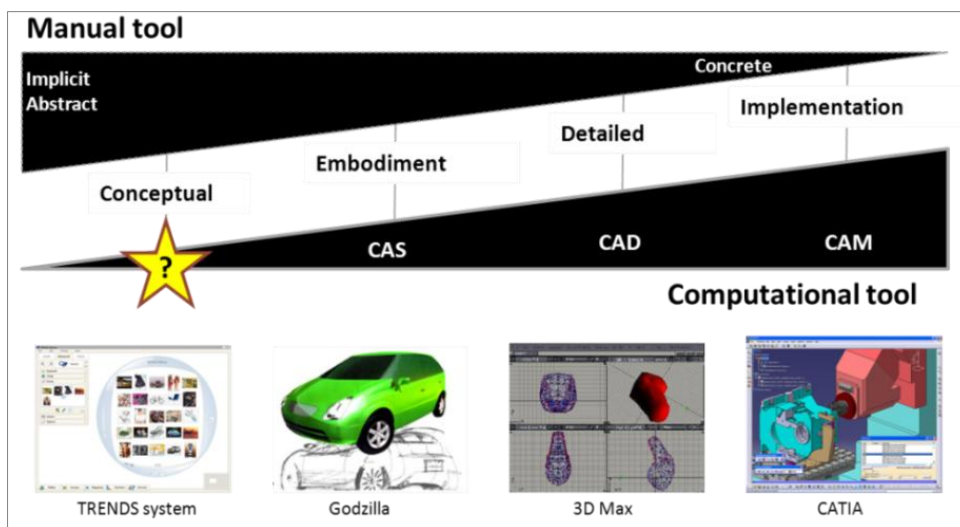 Manual tool
Implicit
Abstract
Concrete
Implementation
Detailed
Embodiment
Conceptual
?
CAS
CAD
CAM
Computational tool
TRENDS system
Godzilla
3D Max
CATIA